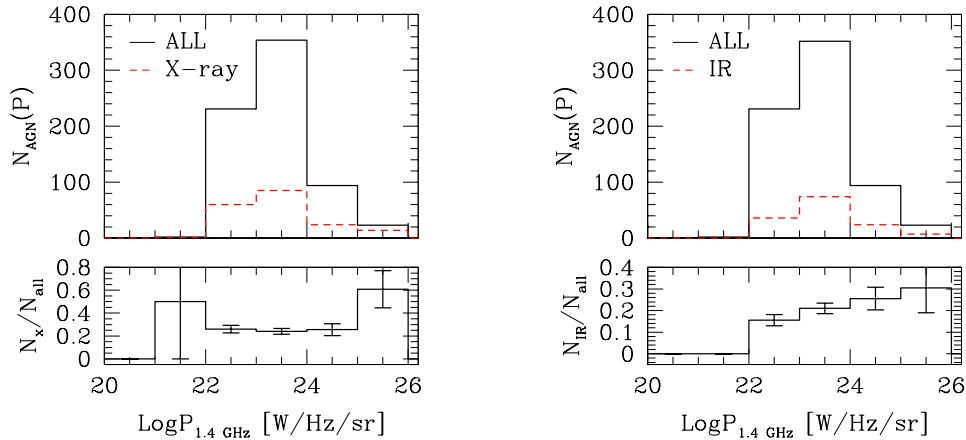 400
300
200
100
0
N_AGN(P)
ALL
X-ray
0.8
0.6
0.4
0.2
0
N_X/N_all
20 22 24 26
LogP_1.4 GHz [W/Hz/sr]
400
300
200
100
0
N_AGN(P)
ALL
IR
0.4
0.3
0.2
0.1
0
N_IR/N_all
20 22 24 26
LogP_1.4 GHz [W/Hz/sr]